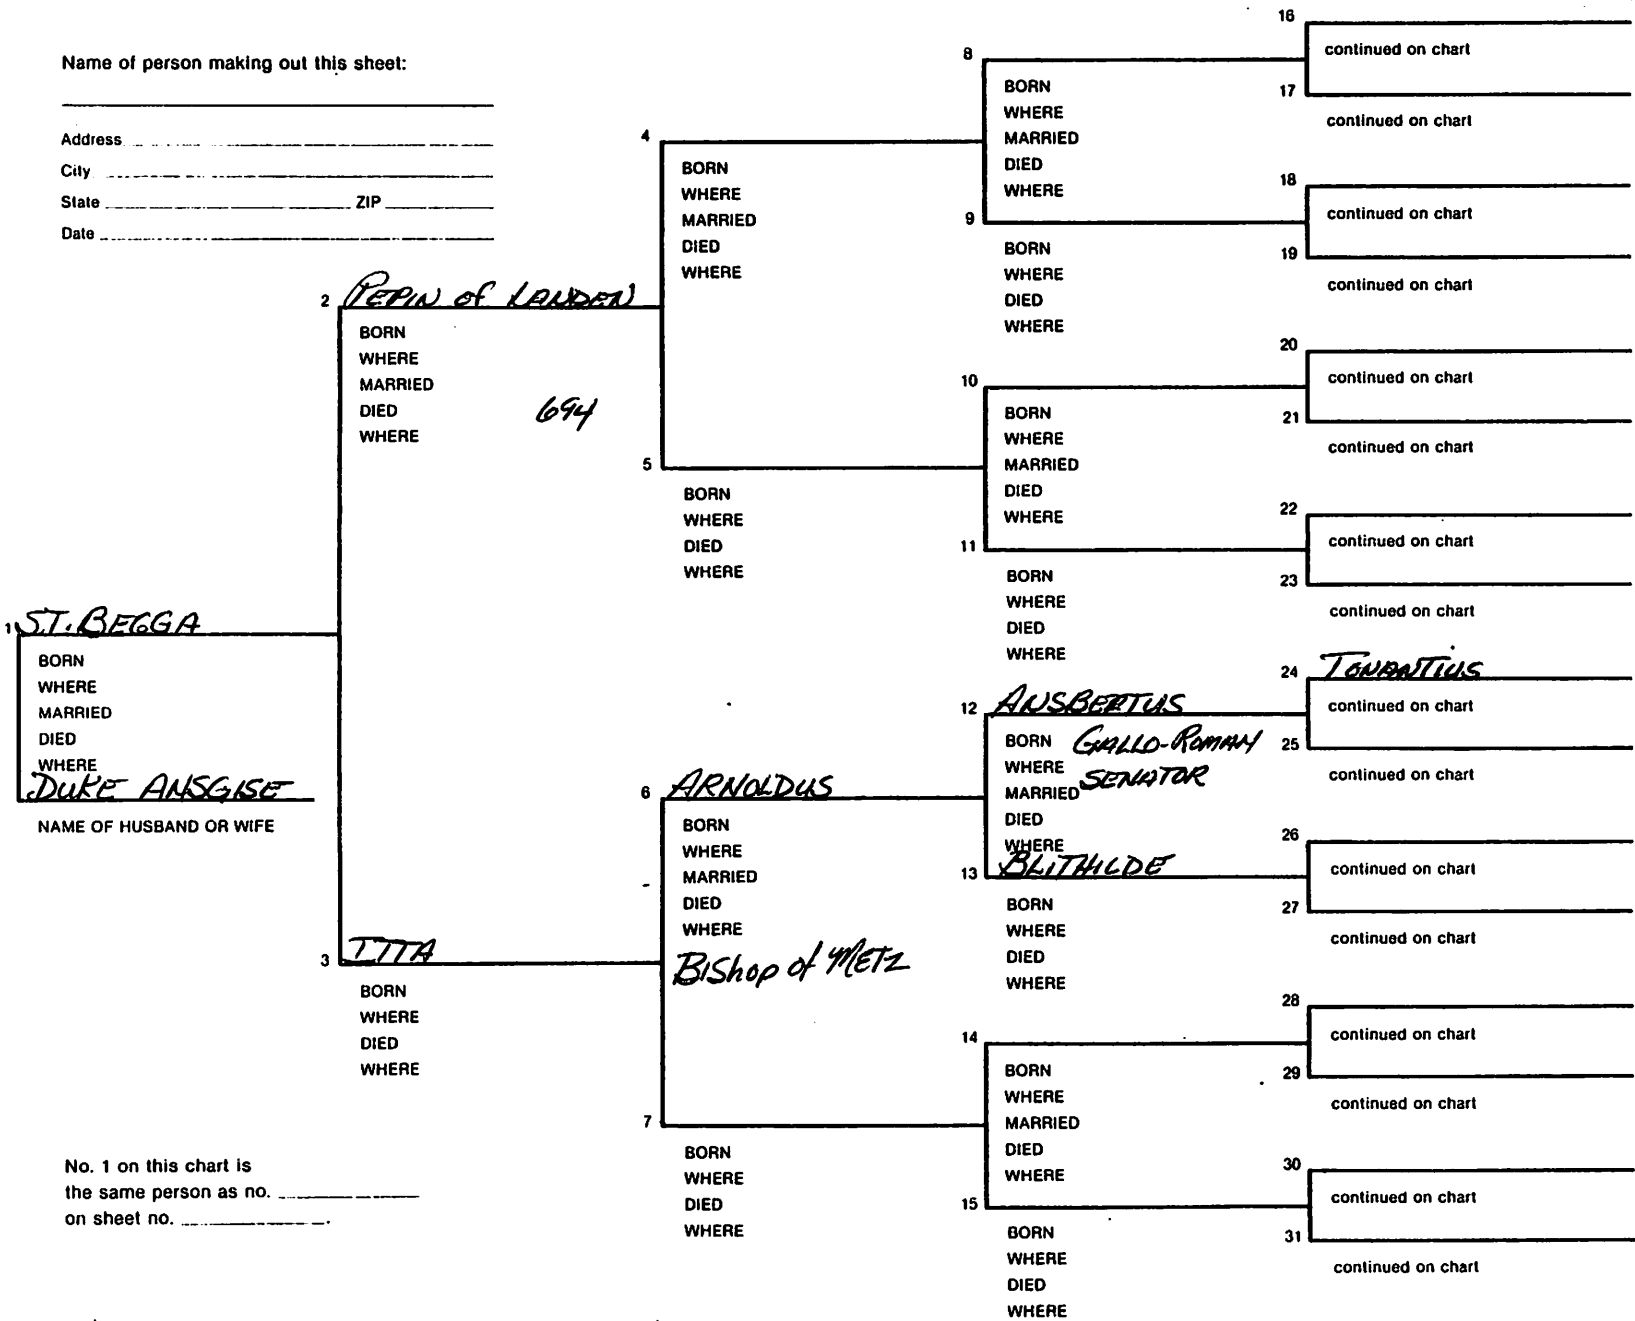 Name of person making out this sheet:
Address
City
State ZIP
Date
1 ST. BEGGA
BORN
WHERE
MARRIED
DIED
WHERE
DUKE ANSGISE
NAME OF HUSBAND OR WIFE
No. 1 on this chart is
the same person as no.
on sheet no. .
2 PEPIN of LANDEN
BORN
WHERE
MARRIED
DIED 694
WHERE
3 ITTA
BORN
WHERE
DIED
WHERE
4
BORN
WHERE
MARRIED
DIED
WHERE
5
BORN
WHERE
DIED
WHERE
6 ARNOLDUS
BORN
WHERE
MARRIED
DIED
WHERE
Bishop of METZ
7
BORN
WHERE
DIED
WHERE
8
BORN
WHERE
MARRIED
DIED
WHERE
9
BORN
WHERE
DIED
WHERE
10
BORN
WHERE
MARRIED
DIED
WHERE
11
BORN
WHERE
DIED
WHERE
12 ANSBERTUS
BORN GALLO-ROMAN
WHERE SENATOR
MARRIED
DIED
WHERE
13 BLITHILDE
BORN
WHERE
DIED
WHERE
14
BORN
WHERE
MARRIED
DIED
WHERE
15
BORN
WHERE
DIED
WHERE
16
continued on chart
17
continued on chart
18
continued on chart
19
continued on chart
20
continued on chart
21
continued on chart
22
continued on chart
23
continued on chart
24 TONANTIUS
continued on chart
25
continued on chart
26
continued on chart
27
continued on chart
28
continued on chart
29
continued on chart
30
continued on chart
31
continued on chart